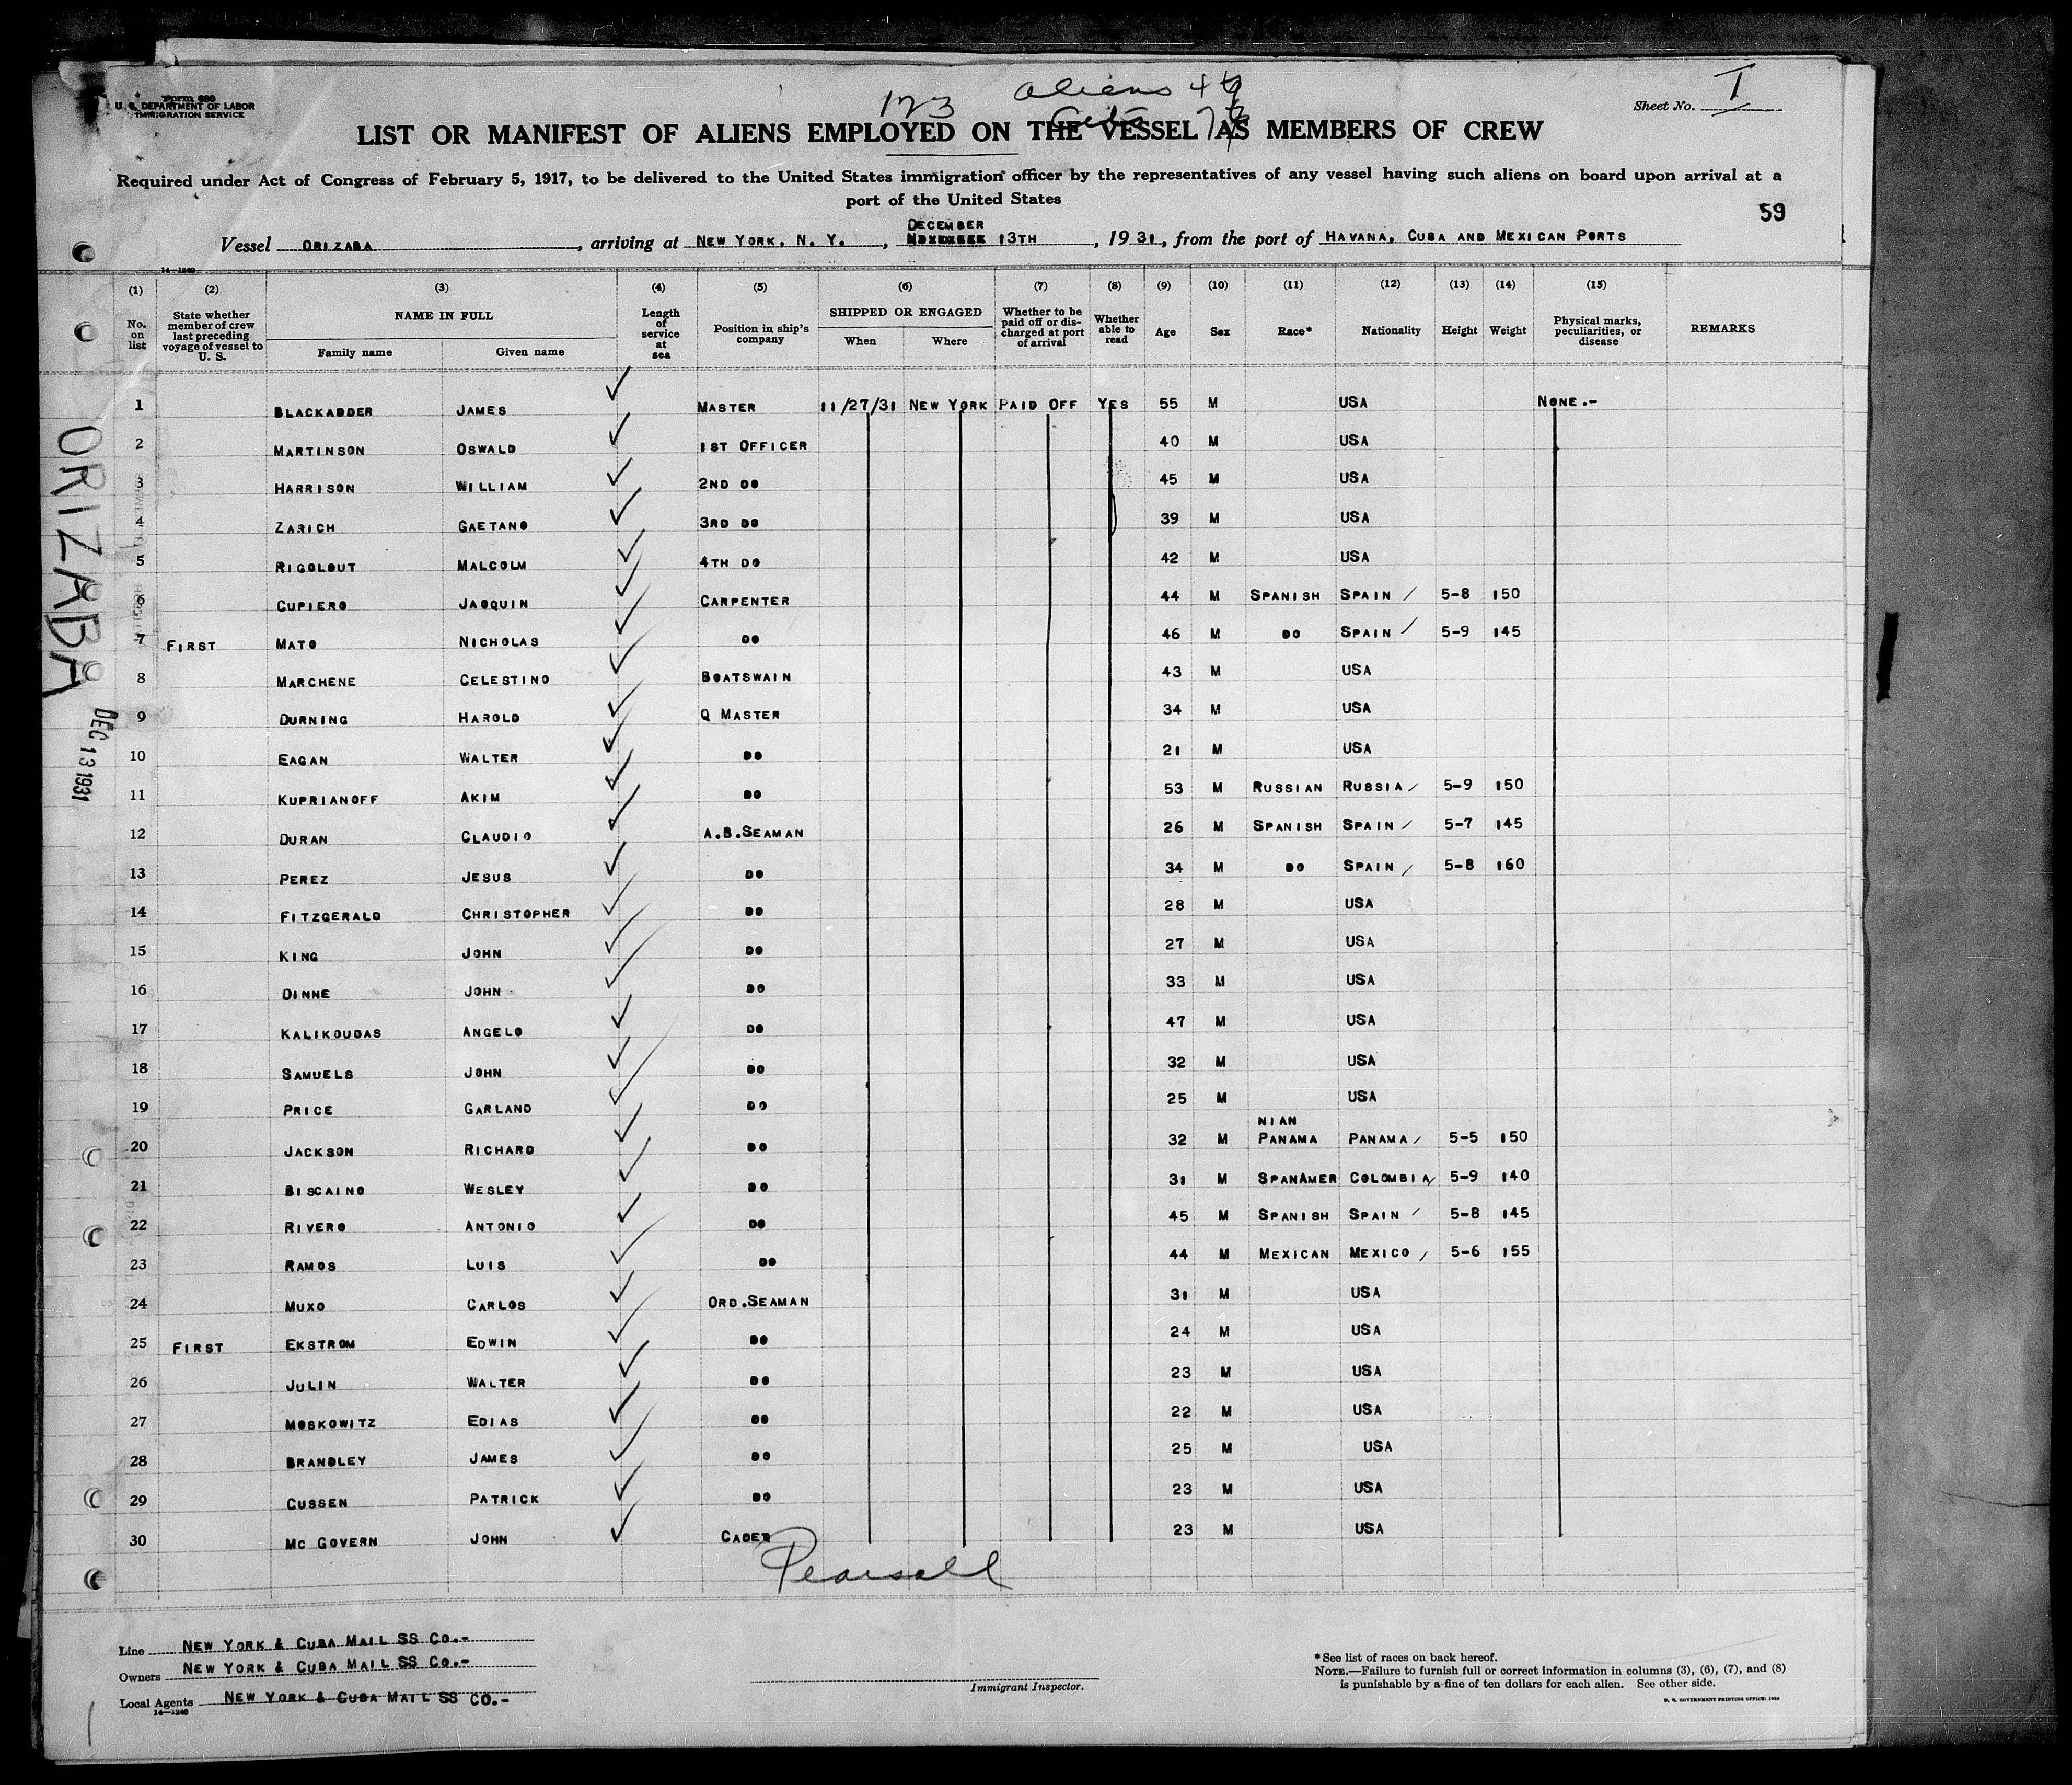 Form 680
U. S. DEPARTMENT OF LABOR
IMMIGRATION SERVICE
123 Aliens
Sheet No. I
LIST OR MANIFEST OF ALIENS EMPLOYED ON THE VESSEL AS MEMBERS OF CREW
Required under Act of Congress of February 5, 1917, to be delivered to the United States immigration officer by the representatives of any vessel having such aliens on board upon arrival at a
port of the United States
59
DECEMBER
Vessel ORIZABA, arriving at NEW YORK, N. Y., NOVEMBER 13TH, 1931, from the port of HAVANA, CUBA AND MEXICAN PORTS
14—1240
(1) (2) (3) (4) (5) (6) (7) (8) (9) (10) (11) (12) (13) (14) (15)
No. on list State whether member of crew last preceding voyage of vessel to U. S. NAME IN FULL Family name Given name Length of service at sea Position in ship's company SHIPPED OR ENGAGED When Where Whether to be paid off or discharged at port of arrival Whether able to read Age Sex Race* Nationality Height Weight Physical marks, peculiarities, or disease REMARKS
1 BLACKADDER JAMES MASTER 11/27/31 NEW YORK PAID OFF YES 55 M USA NONE.-
2 MARTINSON OSWALD 1ST OFFICER 40 M USA
3 HARRISON WILLIAM 2ND DO 45 M USA
4 ZARICH GAETANO 3RD DO 39 M USA
5 RIGOLOUT MALCOLM 4TH DO 42 M USA
6 CUPIERO JAOQUIN CARPENTER 44 M SPANISH SPAIN 5-8 150
7 FIRST MATO NICHOLAS DO 46 M DO SPAIN 5-9 145
8 MARCHENE CELESTINO BOATSWAIN 43 M USA
9 DURNING HAROLD Q MASTER 34 M USA
10 EAGAN WALTER DO 21 M USA
11 KUPRIANOFF AKIM DO 53 M RUSSIAN RUSSIA 5-9 150
12 DURAN CLAUDIO A.B.SEAMAN 26 M SPANISH SPAIN 5-7 145
13 PEREZ JESUS DO 34 M DO SPAIN 5-8 160
14 FITZGERALD CHRISTOPHER DO 28 M USA
15 KING JOHN DO 27 M USA
16 DINNE JOHN DO 33 M USA
17 KALIKOUDAS ANGELO DO 47 M USA
18 SAMUELS JOHN DO 32 M USA
19 PRICE GARLAND DO 25 M USA
NIAN
20 JACKSON RICHARD DO 32 M PANAMA PANAMA 5-5 150
21 BISCAINO WESLEY DO 31 M SPANAMER COLOMBIA 5-9 140
22 RIVERO ANTONIO DO 45 M SPANISH SPAIN 5-8 145
23 RAMOS LUIS DO 44 M MEXICAN MEXICO 5-6 155
24 MUXO CARLOS ORD.SEAMAN 31 M USA
25 FIRST EKSTROM EDWIN DO 24 M USA
26 JULIN WALTER DO 23 M USA
27 MOSKOWITZ EDIAS DO 22 M USA
28 BRANDLEY JAMES DO 25 M USA
29 CUSSEN PATRICK DO 23 M USA
30 MC GOVERN JOHN CADET 23 M USA
Pearsall
ORIZABA
DEC 13 1931
Line NEW YORK & CUBA MAIL SS CO.-
Owners NEW YORK & CUBA MAIL SS CO.-
Local Agents NEW YORK & CUBA MAIL SS CO.-
14—1240
Immigrant Inspector.
*See list of races on back hereof.
NOTE.—Failure to furnish full or correct information in columns (3), (6), (7), and (8)
is punishable by a fine of ten dollars for each alien. See other side.
U. S. GOVERNMENT PRINTING OFFICE: